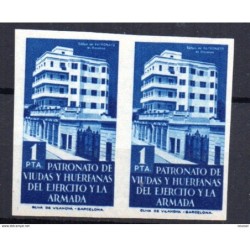 1 PTA.
PATRONATO DE
VIUDAS Y HUERFANAS
DEL EJERCITO Y LA
ARMADA
1 PTA.
PATRONATO DE
VIUDAS Y HUERFANAS
DEL EJERCITO Y LA
ARMADA